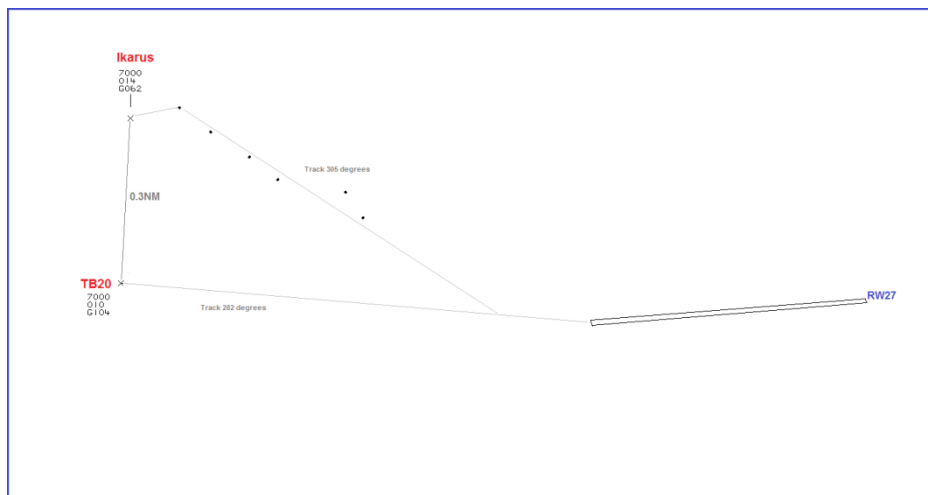 Ikarus
7000
014
G062
Track 305 degrees
0.3NM
TB20
7000
010
G104
Track 282 degrees
RW27